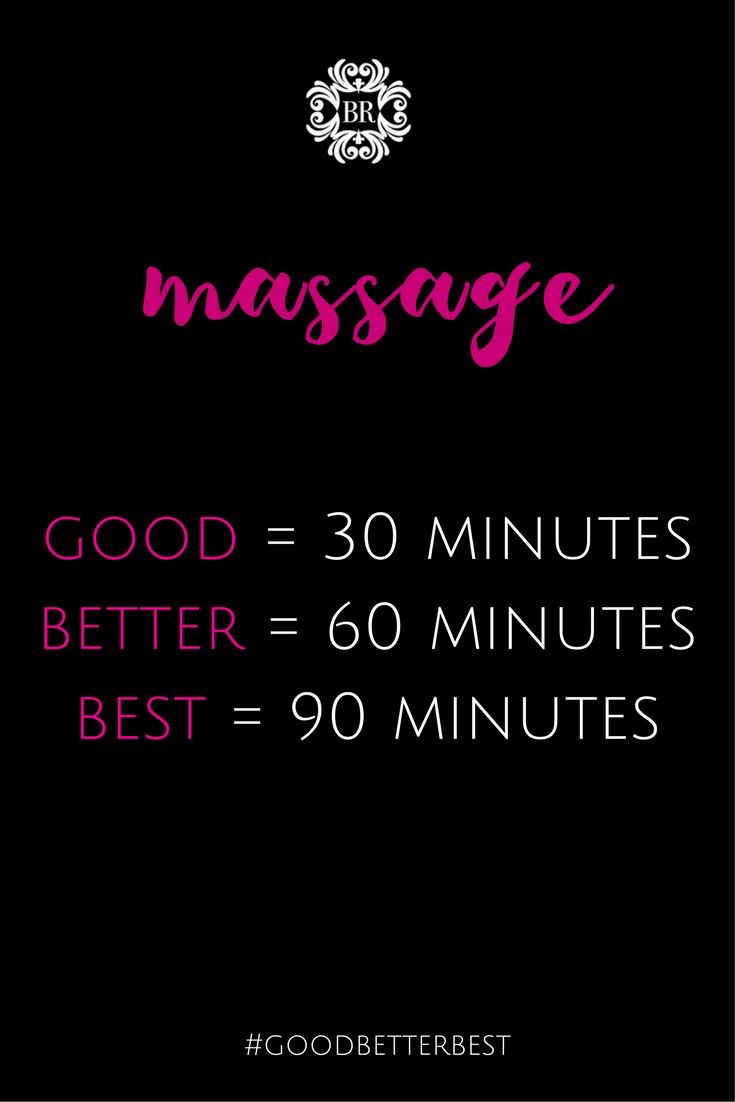 BR
massage
GOOD = 30 MINUTES
BETTER = 60 MINUTES
BEST = 90 MINUTES
#GOODBETTERBEST